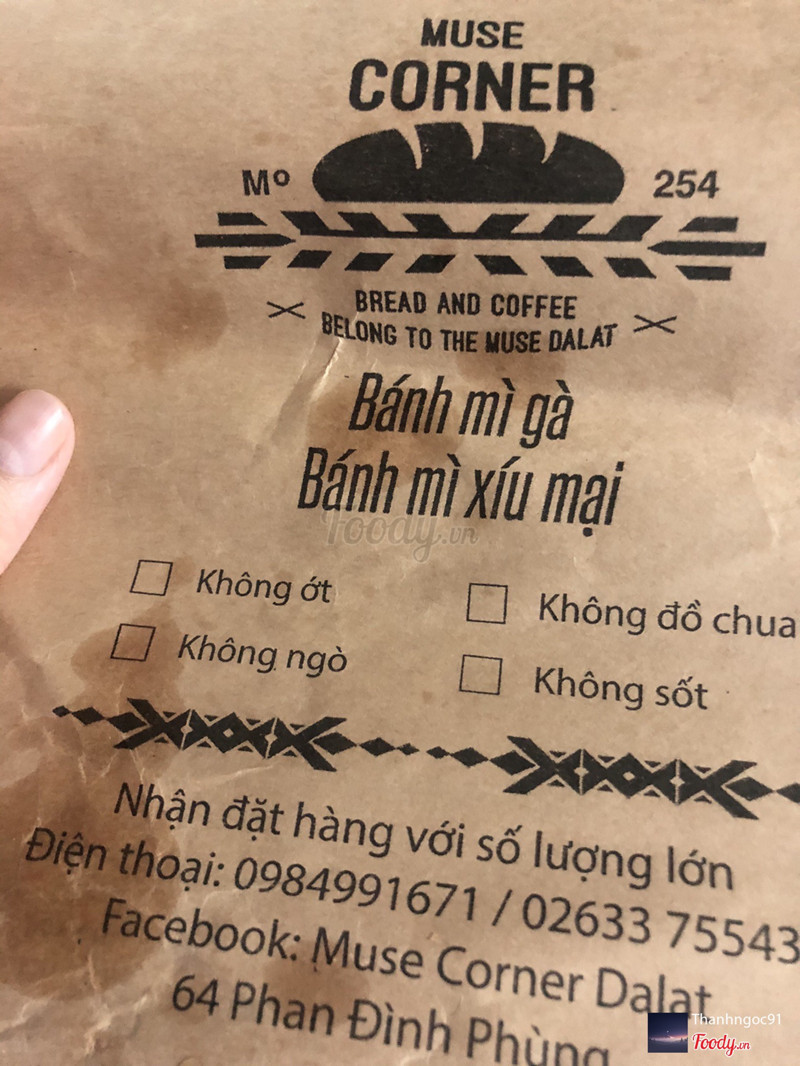 MUSE
CORNER
Mº 254
BREAD AND COFFEE
BELONG TO THE MUSE DALAT
Bánh mì gà
Bánh mì xíu mại
Foody.vn
Không ớt
Không đồ chua
Không ngò
Không sốt
Nhận đặt hàng với số lượng lớn
Điện thoại: 0984991671 / 02633 75543
Facebook: Muse Corner Dalat
64 Phan Đình Phùng
Thanhngoc91
Foody.vn